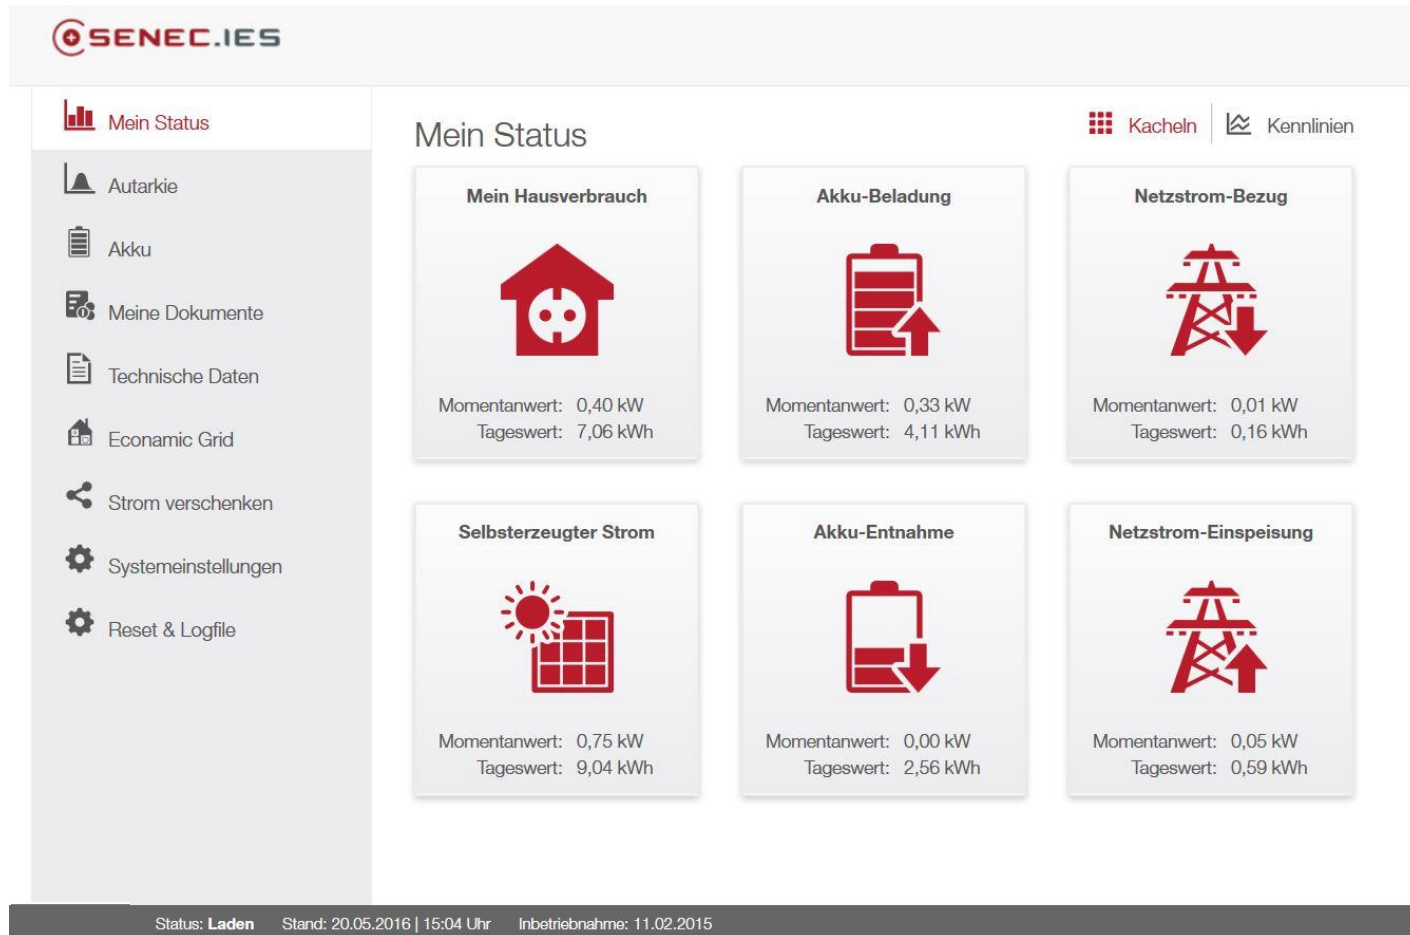 SENEC.IES
Mein Status
Autarkie
Akku
Meine Dokumente
Technische Daten
Econamic Grid
Strom verschenken
Systemeinstellungen
Reset & Logfile
Mein Status
Kacheln
Kennlinien
Mein Hausverbrauch
Momentanwert: 0,40 kW
Tageswert: 7,06 kWh
Akku-Beladung
Momentanwert: 0,33 kW
Tageswert: 4,11 kWh
Netzstrom-Bezug
Momentanwert: 0,01 kW
Tageswert: 0,16 kWh
Selbsterzeugter Strom
Momentanwert: 0,75 kW
Tageswert: 9,04 kWh
Akku-Entnahme
Momentanwert: 0,00 kW
Tageswert: 2,56 kWh
Netzstrom-Einspeisung
Momentanwert: 0,05 kW
Tageswert: 0,59 kWh
Status: Laden Stand: 20.05.2016 | 15:04 Uhr Inbetriebnahme: 11.02.2015